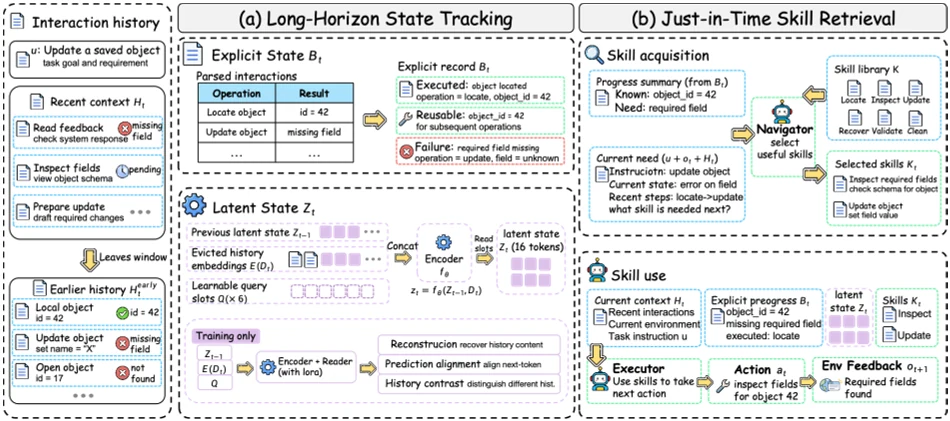 Interaction history
u: Update a saved object
task goal and requirement
Recent context Hₜ
Read feedback
check system response
missing
field
Inspect fields
view object schema
pending
Prepare update
draft required changes
Leaves window
Earlier history Hₜᵉᵃʳˡʸ
Local object
id = 42
id = 42
Update object
set name = "X"
missing
field
Open object
id = 17
not
found
(a) Long-Horizon State Tracking
Explicit State Bₜ
Parsed interactions
Operation Result
Locate object id = 42
Update object missing field
... ...
Explicit record Bₜ
Executed: object located
operation = locate, object_id = 42
Reusable: object_id = 42
for subsequent operations
Failure: required field missing
operation = update, field = unknown
Latent State Zₜ
Previous latent state Zₜ₋₁
Evicted history
embeddings E(Dₜ)
Learnable query
slots Q(× 6)
Concat
Encoder
fθ
zₜ = fθ(Zₜ₋₁, Dₜ)
Read
slots
latent state
Zₜ (16 tokens)
Training only
Zₜ₋₁
E(Dₜ)
Q
Encoder + Reader
(with lora)
Reconstrucion recover history content
Prediction alignment align next-token
History contrast distinguish different hist.
(b) Just-in-Time Skill Retrieval
Skill acquisition
Progress summary (from Bₜ)
Known: object_id = 42
Need: required field
Current need (u + oₜ + Hₜ)
Instruciotn: update object
Current state: error on field
Recent steps: locate->update
what skill is needed next?
Navigator
select
useful skills
Skill library K
Locate Inspect Update
Recover Validate Clean
Selected skills Kₜ
Inspect required fields
check schema for object
Update object
set field value
Skill use
Current context Hₜ
Recent interactions
Current environment
Task instruction u
Explicit preogress Bₜ
object_id = 42
missing required field
executed: locate
latent
state Zₜ
Skills Kₜ
Inspect
Update
Executor
Use skills to take
next action
Action aₜ
inspect fields
for object 42
Env Feedback oₜ₊₁
Required fields
found